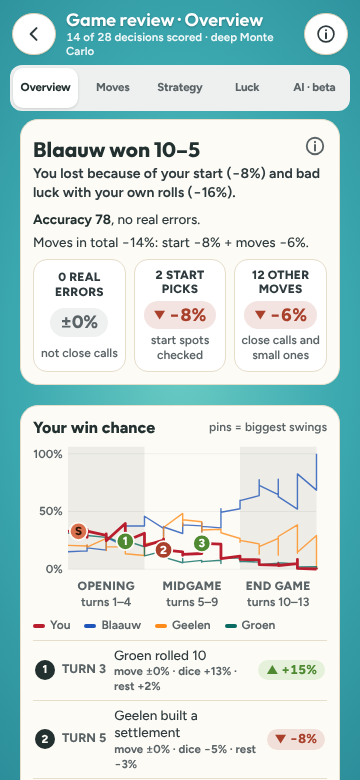 Game review · Overview
14 of 28 decisions scored · deep Monte
Carlo
Overview Moves Strategy Luck AI · beta
Blaauw won 10–5
You lost because of your start (−8%) and bad
luck with your own rolls (−16%).
Accuracy 78, no real errors.
Moves in total −14%: start −8% + moves −6%.
0 REAL
ERRORS
±0%
not close calls
2 START
PICKS
▼ −8%
start spots
checked
12 OTHER
MOVES
▼ −6%
close calls and
small ones
Your win chance
pins = biggest swings
100%
50%
0%
S
1
2
3
OPENING MIDGAME END GAME
turns 1–4 turns 5–9 turns 10–13
You Blaauw Geelen Groen
1 TURN 3
Groen rolled 10
move ±0% · dice +13% ·
rest +2%
▲ +15%
2 TURN 5
Geelen built a
settlement
move ±0% · dice −5% · rest
−3%
▼ −8%